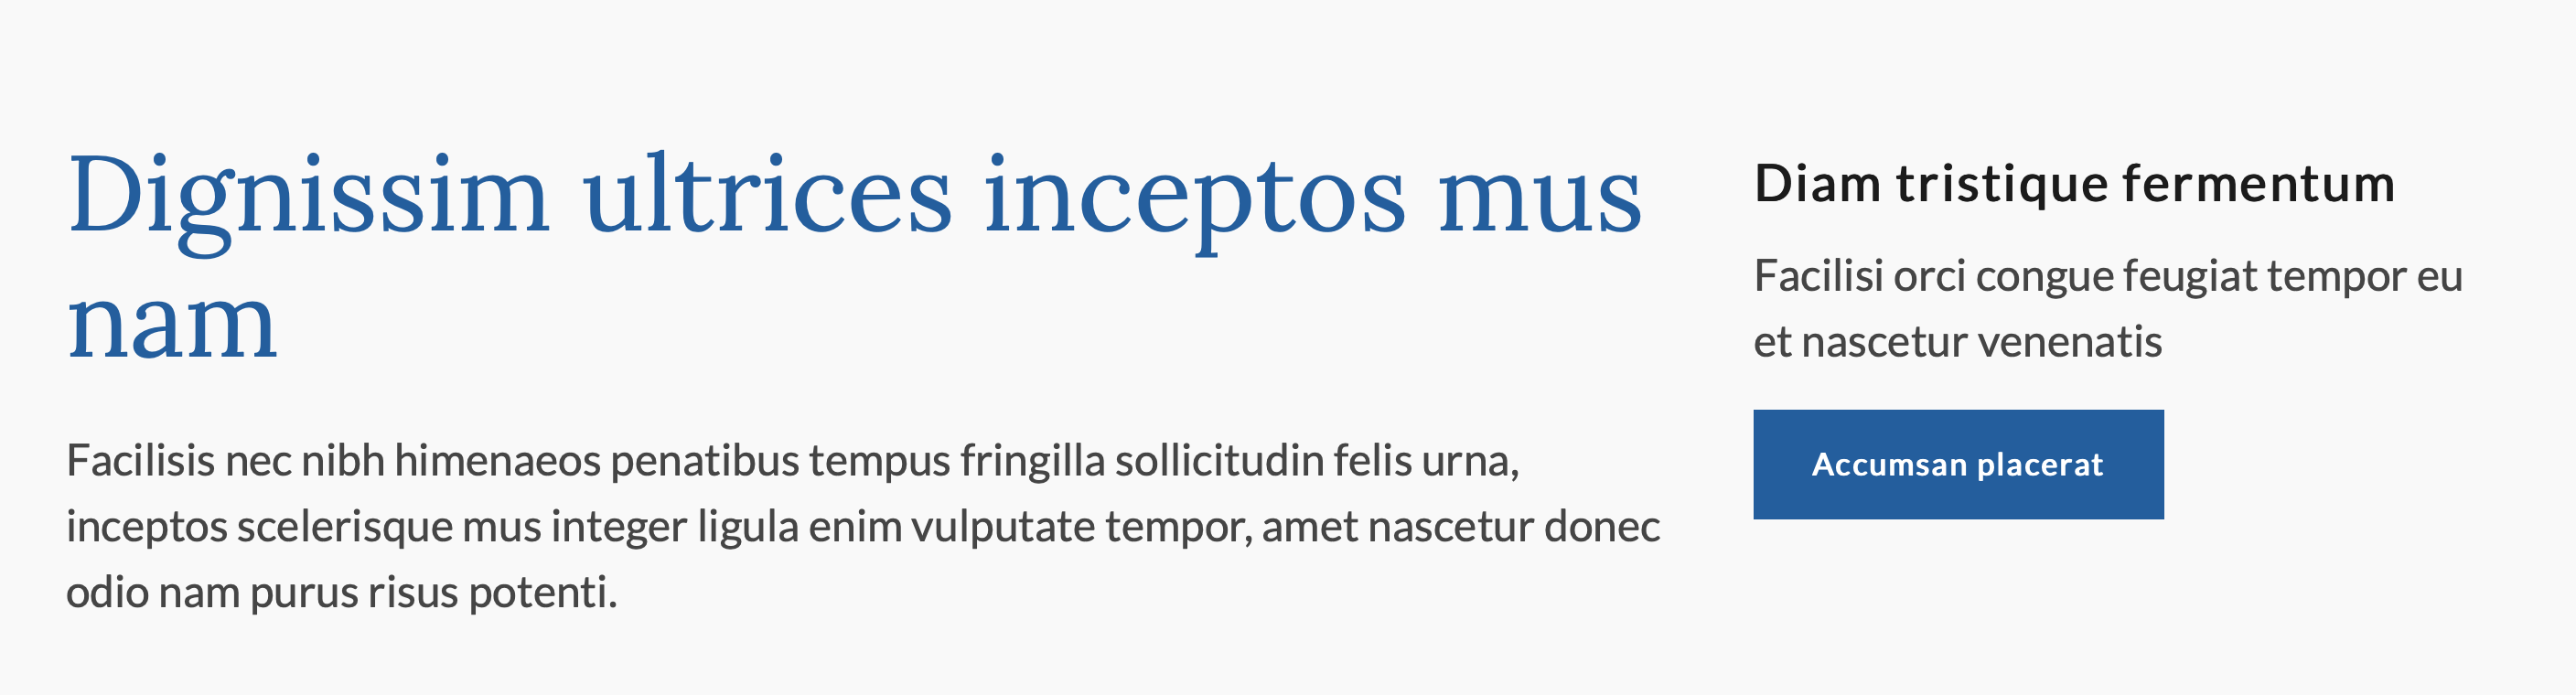 Dignissim ultrices inceptos mus
nam
Facilisis nec nibh himenaeos penatibus tempus fringilla sollicitudin felis urna,
inceptos scelerisque mus integer ligula enim vulputate tempor, amet nascetur donec
odio nam purus risus potenti.
Diam tristique fermentum
Facilisi orci congue feugiat tempor eu
et nascetur venenatis
Accumsan placerat